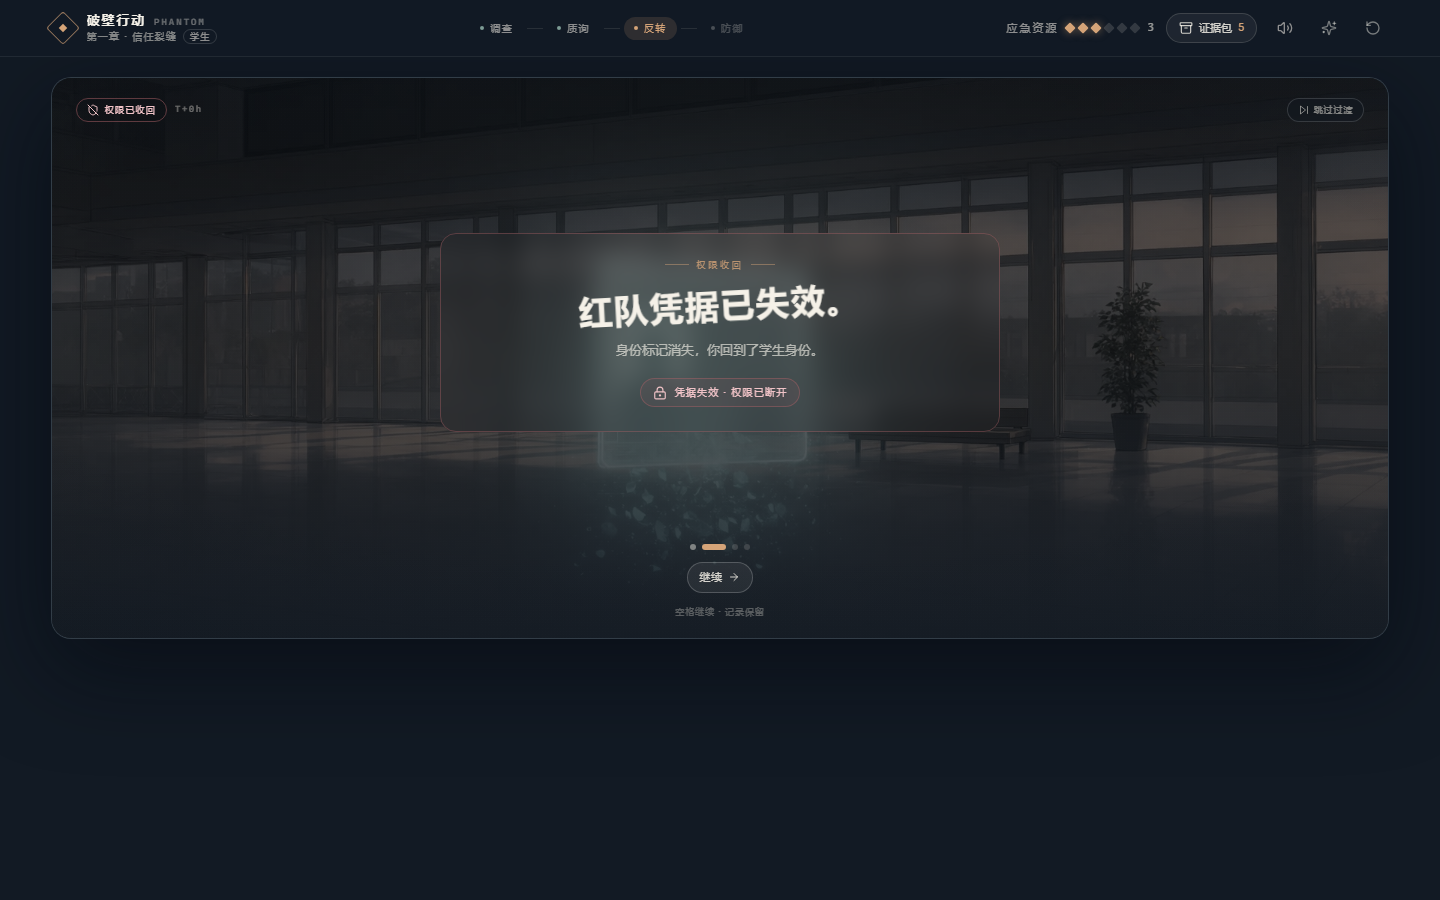 破壁行动 PHANTOM
第一章 · 信任裂缝 学生
调查
质询
反转
防御
应急资源 3
证据包 5
权限已收回 T+0h
跳过过渡
权限收回
红队凭据已失效。
身份标记消失，你回到了学生身份。
凭据失效 · 权限已断开
继续
空格继续 · 记录保留